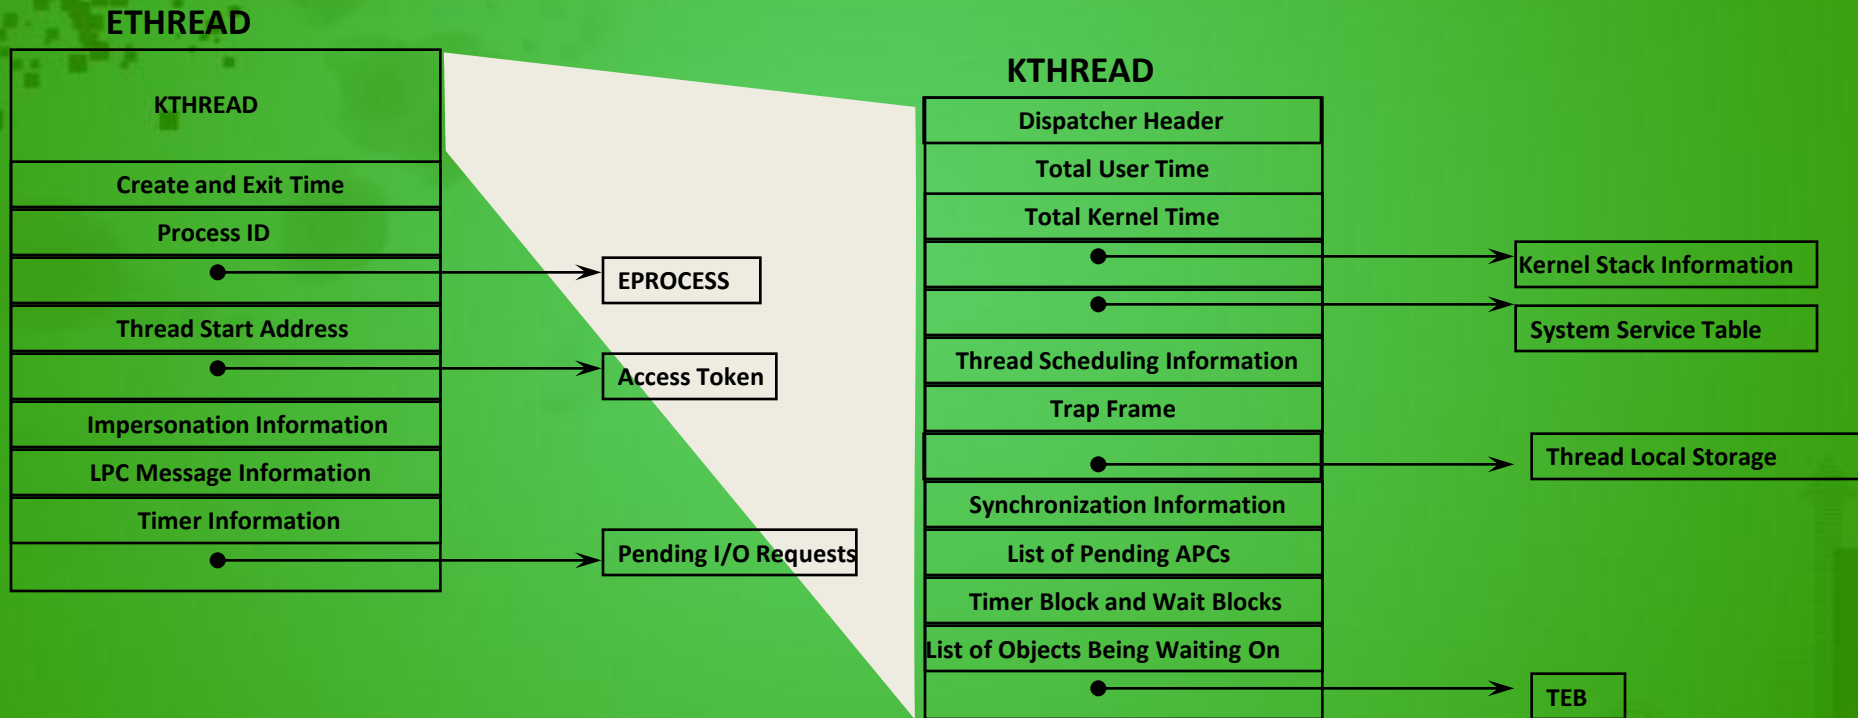 ETHREAD
KTHREAD
Create and Exit Time
Process ID
EPROCESS
Thread Start Address
Access Token
Impersonation Information
LPC Message Information
Timer Information
Pending I/O Requests
KTHREAD
Dispatcher Header
Total User Time
Total Kernel Time
Kernel Stack Information
System Service Table
Thread Scheduling Information
Trap Frame
Thread Local Storage
Synchronization Information
List of Pending APCs
Timer Block and Wait Blocks
List of Objects Being Waiting On
TEB